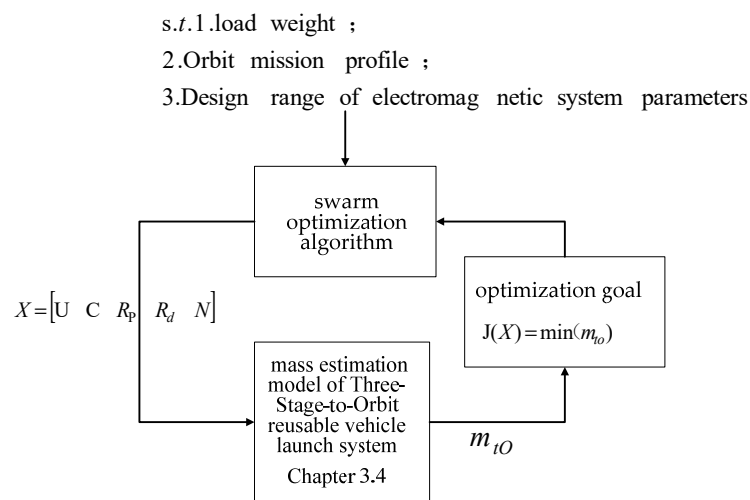 s.t.1.load weight ；
2.Orbit mission profile ；
3.Design range of electromag netic system parameters
swarm
optimization
algorithm
X=[U C R_P R_d N]
optimization goal
J(X)=min(m_to)
mass estimation
model of Three-
Stage-to-Orbit
reusable vehicle
launch system
Chapter 3.4
m_tO